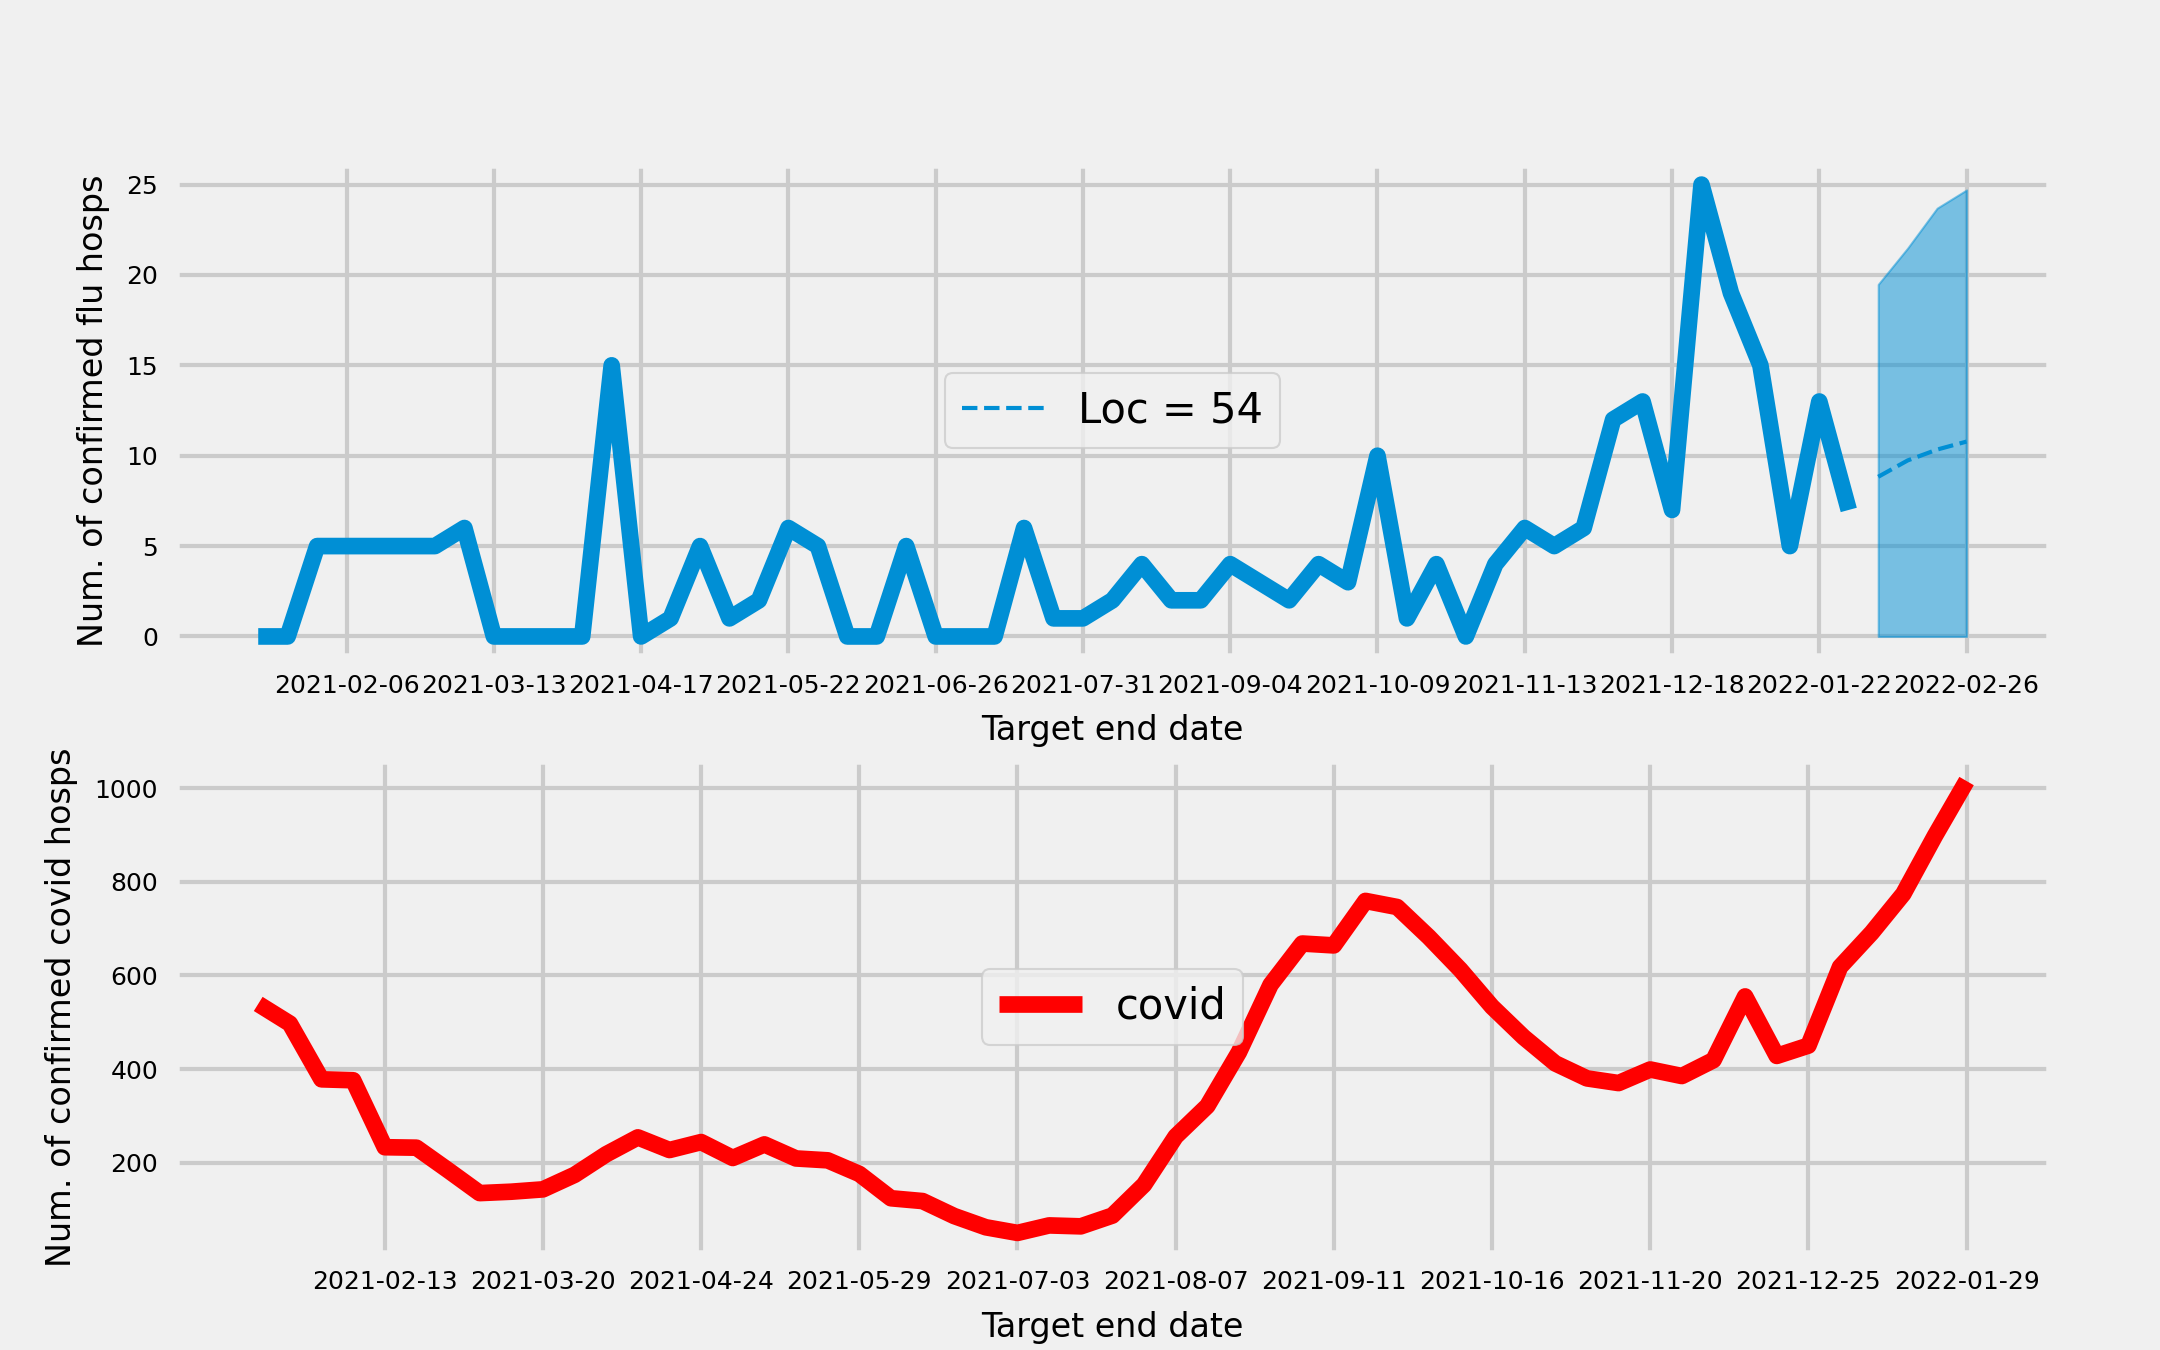 Num. of confirmed flu hosps
25
20
15
10
5
0
Loc = 54
2021-02-06 2021-03-13 2021-04-17 2021-05-22 2021-06-26 2021-07-31 2021-09-04 2021-10-09 2021-11-13 2021-12-18 2022-01-22 2022-02-26
Target end date
Num. of confirmed covid hosps
1000
800
600
400
200
covid
2021-02-13 2021-03-20 2021-04-24 2021-05-29 2021-07-03 2021-08-07 2021-09-11 2021-10-16 2021-11-20 2021-12-25 2022-01-29
Target end date